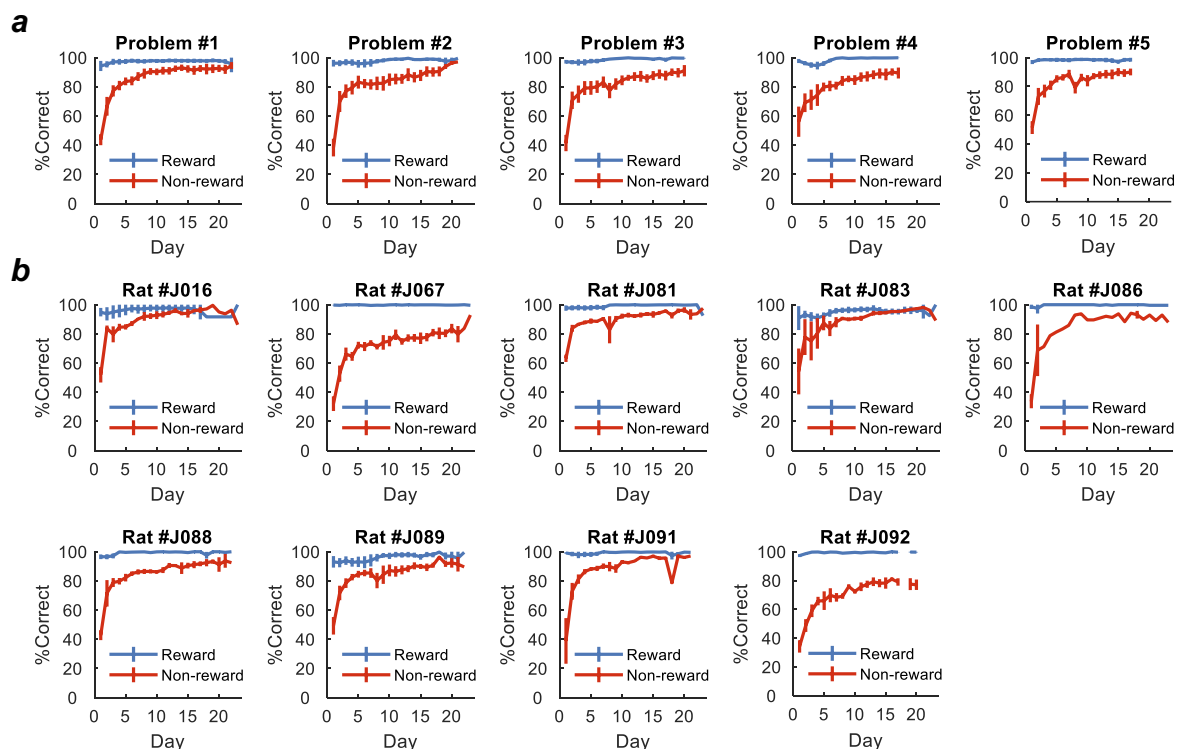 a
Problem #1
Problem #2
Problem #3
Problem #4
Problem #5
%Correct
100
80
60
40
20
0
Reward
Non-reward
0 5 10 15 20
Day
%Correct
100
80
60
40
20
0
Reward
Non-reward
0 5 10 15 20
Day
%Correct
100
80
60
40
20
0
Reward
Non-reward
0 5 10 15 20
Day
%Correct
100
80
60
40
20
0
Reward
Non-reward
0 5 10 15 20
Day
%Correct
100
80
60
40
20
0
Reward
Non-reward
0 5 10 15 20
Day
b
Rat #J016
Rat #J067
Rat #J081
Rat #J083
Rat #J086
%Correct
100
80
60
40
20
0
Reward
Non-reward
0 5 10 15 20
Day
%Correct
100
80
60
40
20
0
Reward
Non-reward
0 5 10 15 20
Day
%Correct
100
80
60
40
20
0
Reward
Non-reward
0 5 10 15 20
Day
%Correct
100
80
60
40
20
0
Reward
Non-reward
0 5 10 15 20
Day
%Correct
100
80
60
40
20
0
Reward
Non-reward
0 5 10 15 20
Day
Rat #J088
Rat #J089
Rat #J091
Rat #J092
%Correct
100
80
60
40
20
0
Reward
Non-reward
0 5 10 15 20
Day
%Correct
100
80
60
40
20
0
Reward
Non-reward
0 5 10 15 20
Day
%Correct
100
80
60
40
20
0
Reward
Non-reward
0 5 10 15 20
Day
%Correct
100
80
60
40
20
0
Reward
Non-reward
0 5 10 15 20
Day